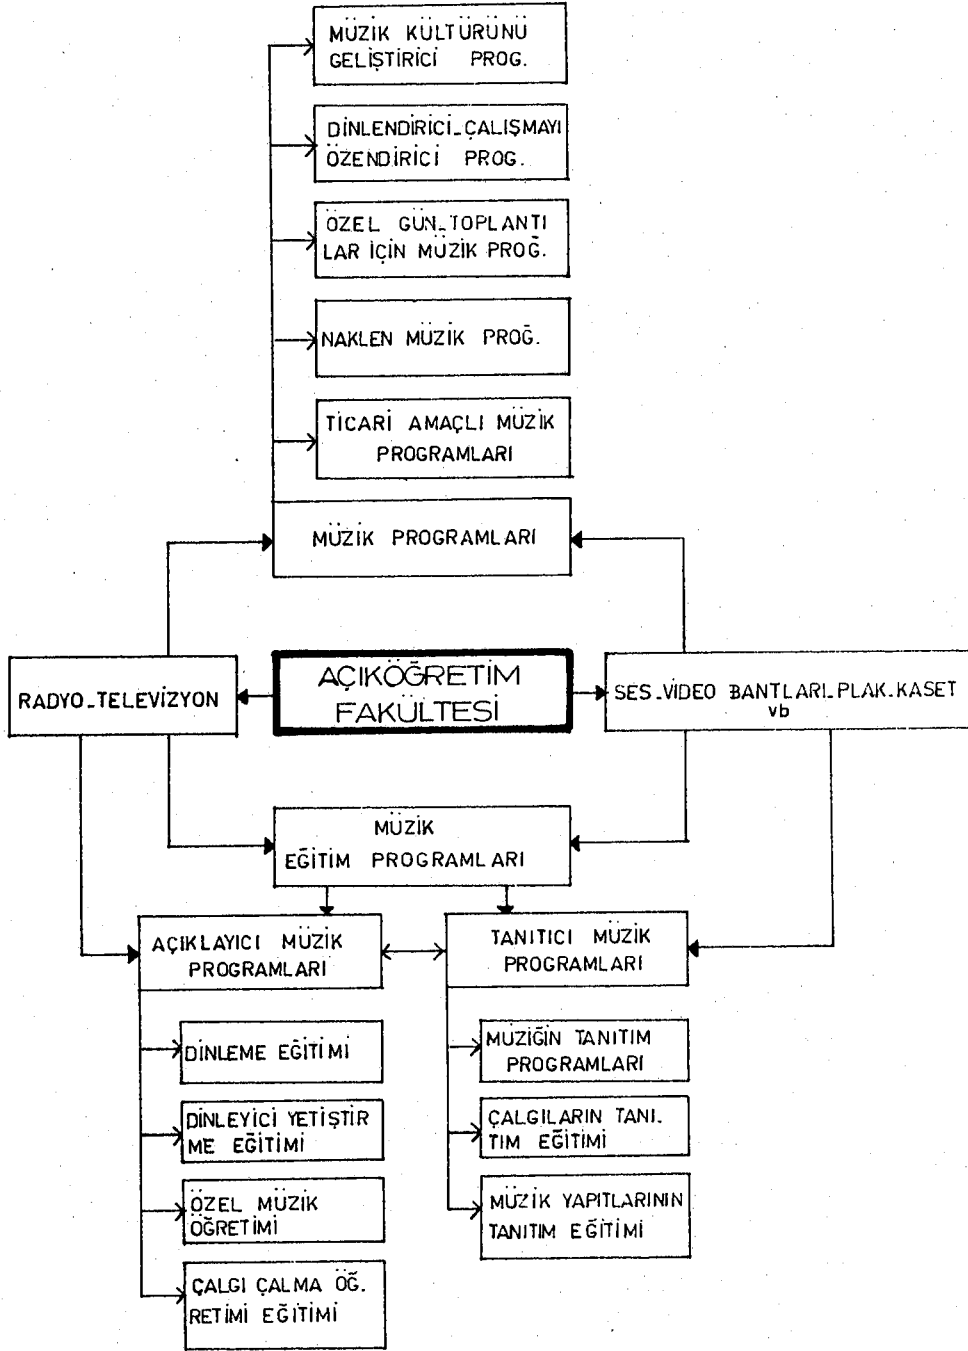 MÜZİK KÜLTÜRÜNÜ
GELİŞTİRİCİ PROG.
DİNLENDİRİCİ_ÇALIŞMAYI
ÖZENDİRİCİ PROG.
ÖZEL GÜN_TOPLANTI
LAR İÇİN MÜZİK PROĞ.
NAKLEN MÜZİK PROĞ.
TİCARİ AMAÇLI MÜZİK
PROGRAMLARI
MÜZİK PROGRAMLARI
RADYO_TELEVİZYON
AÇIKÖĞRETİM
FAKÜLTESİ
SES_VİDEO BANTLARI_PLAK_KASET
vb
MÜZİK
EĞİTİM PROGRAMLARI
AÇIKLAYICI MÜZİK
PROGRAMLARI
TANITICI MÜZİK
PROGRAMLARI
DİNLEME EĞİTİMİ
DİNLEYİCİ YETİŞTİR
ME EĞİTİMİ
ÖZEL MÜZİK
ÖĞRETİMİ
ÇALGI ÇALMA ÖĞ.
RETİMİ EĞİTİMİ
MÜZİĞİN TANITIM
PROGRAMLARI
ÇALGILARIN TANI_
TIM EĞİTİMİ
MÜZİK YAPITLARININ
TANITIM EĞİTİMİ